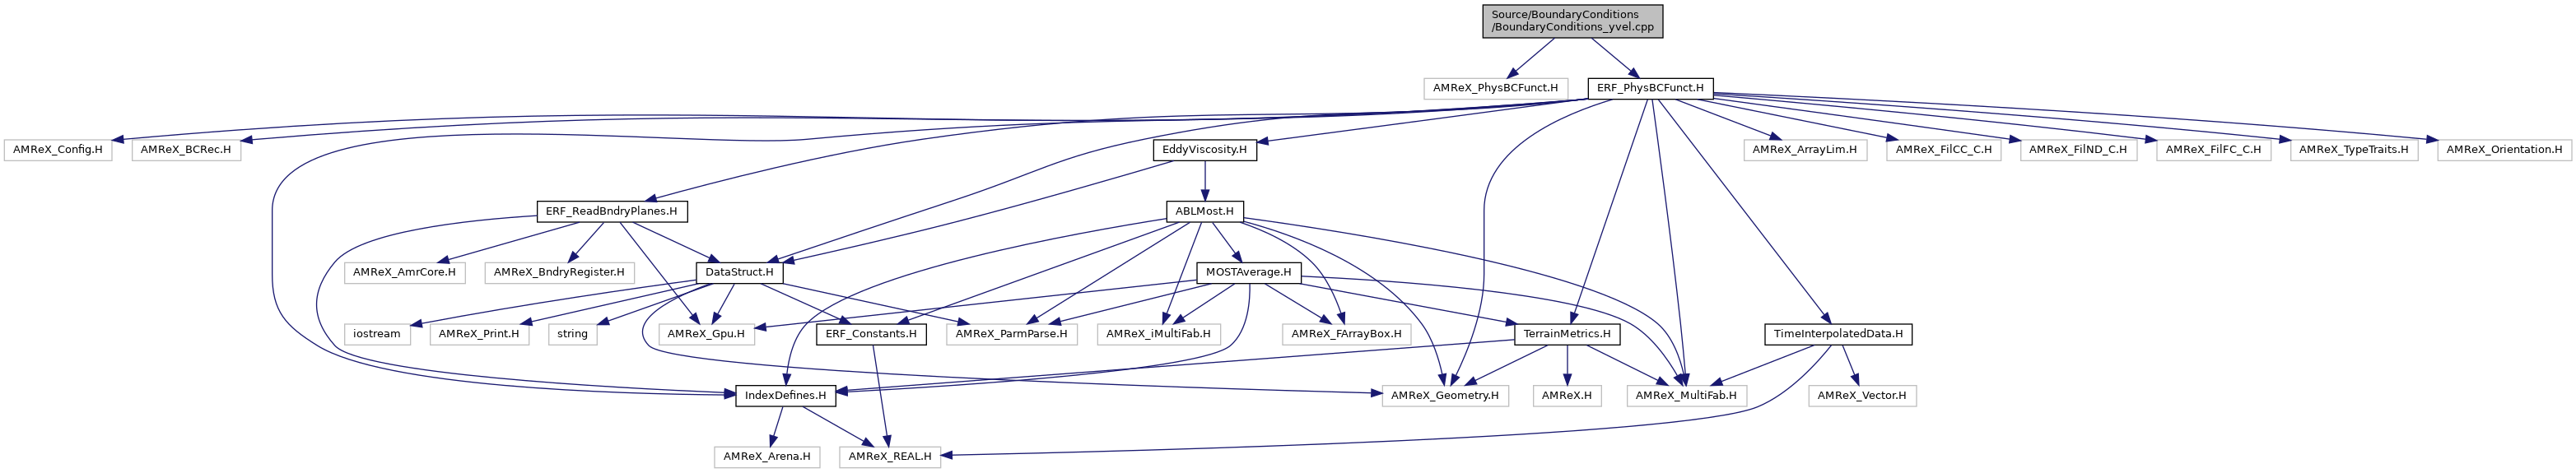 Source/BoundaryConditions
/BoundaryConditions_yvel.cpp
AMReX_PhysBCFunct.H
ERF_PhysBCFunct.H
AMReX_Config.H
AMReX_BCRec.H
EddyViscosity.H
AMReX_ArrayLim.H
AMReX_FilCC_C.H
AMReX_FilND_C.H
AMReX_FilFC_C.H
AMReX_TypeTraits.H
AMReX_Orientation.H
ERF_ReadBndryPlanes.H
ABLMost.H
AMReX_AmrCore.H
AMReX_BndryRegister.H
DataStruct.H
MOSTAverage.H
iostream
AMReX_Print.H
string
AMReX_Gpu.H
ERF_Constants.H
AMReX_ParmParse.H
AMReX_iMultiFab.H
AMReX_FArrayBox.H
TerrainMetrics.H
TimeInterpolatedData.H
IndexDefines.H
AMReX_Geometry.H
AMReX.H
AMReX_MultiFab.H
AMReX_Vector.H
AMReX_Arena.H
AMReX_REAL.H